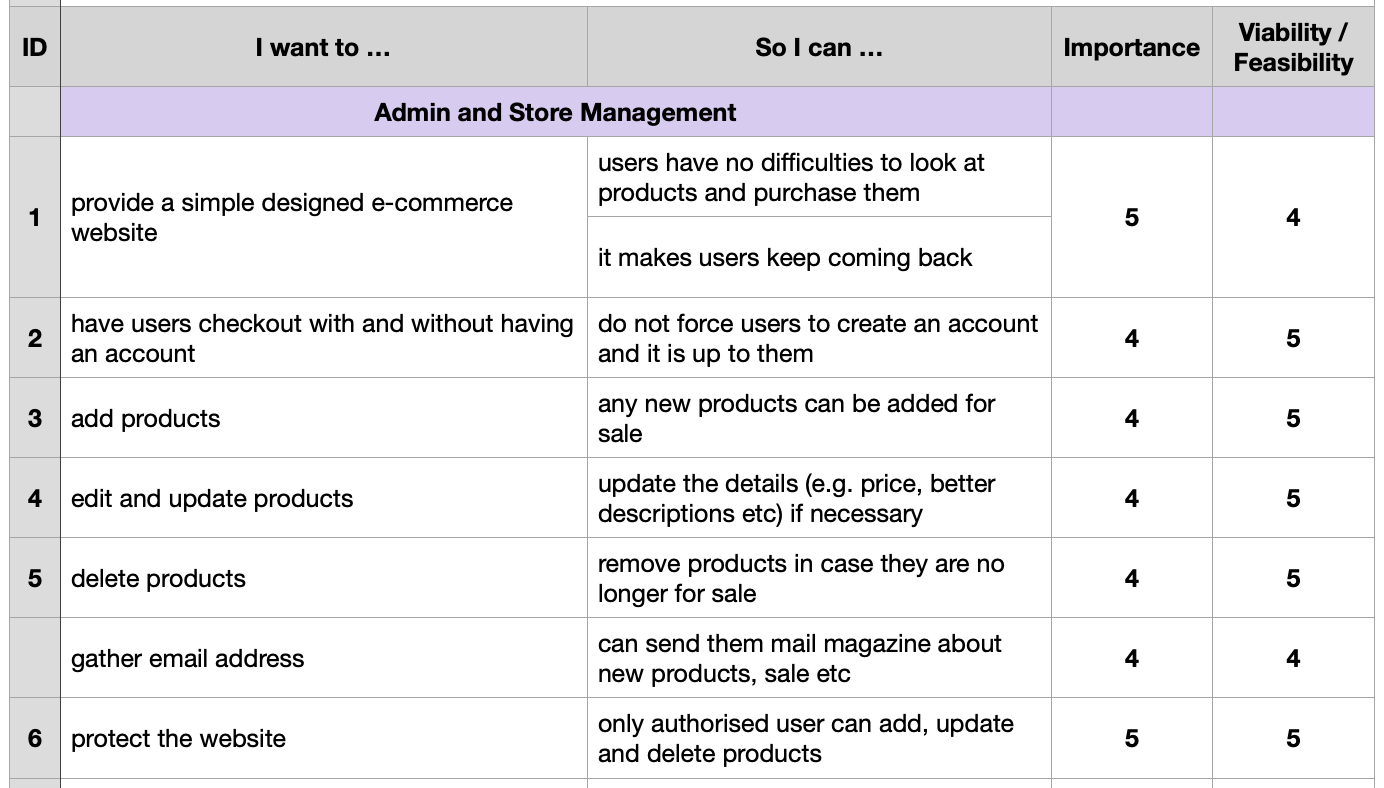 ID
I want to …
So I can …
Importance
Viability /
Feasibility
Admin and Store Management
1
provide a simple designed e-commerce
website
users have no difficulties to look at
products and purchase them
it makes users keep coming back
5
4
2
have users checkout with and without having
an account
do not force users to create an account
and it is up to them
4
5
3
add products
any new products can be added for
sale
4
5
4
edit and update products
update the details (e.g. price, better
descriptions etc) if necessary
4
5
5
delete products
remove products in case they are no
longer for sale
4
5
gather email address
can send them mail magazine about
new products, sale etc
4
4
6
protect the website
only authorised user can add, update
and delete products
5
5